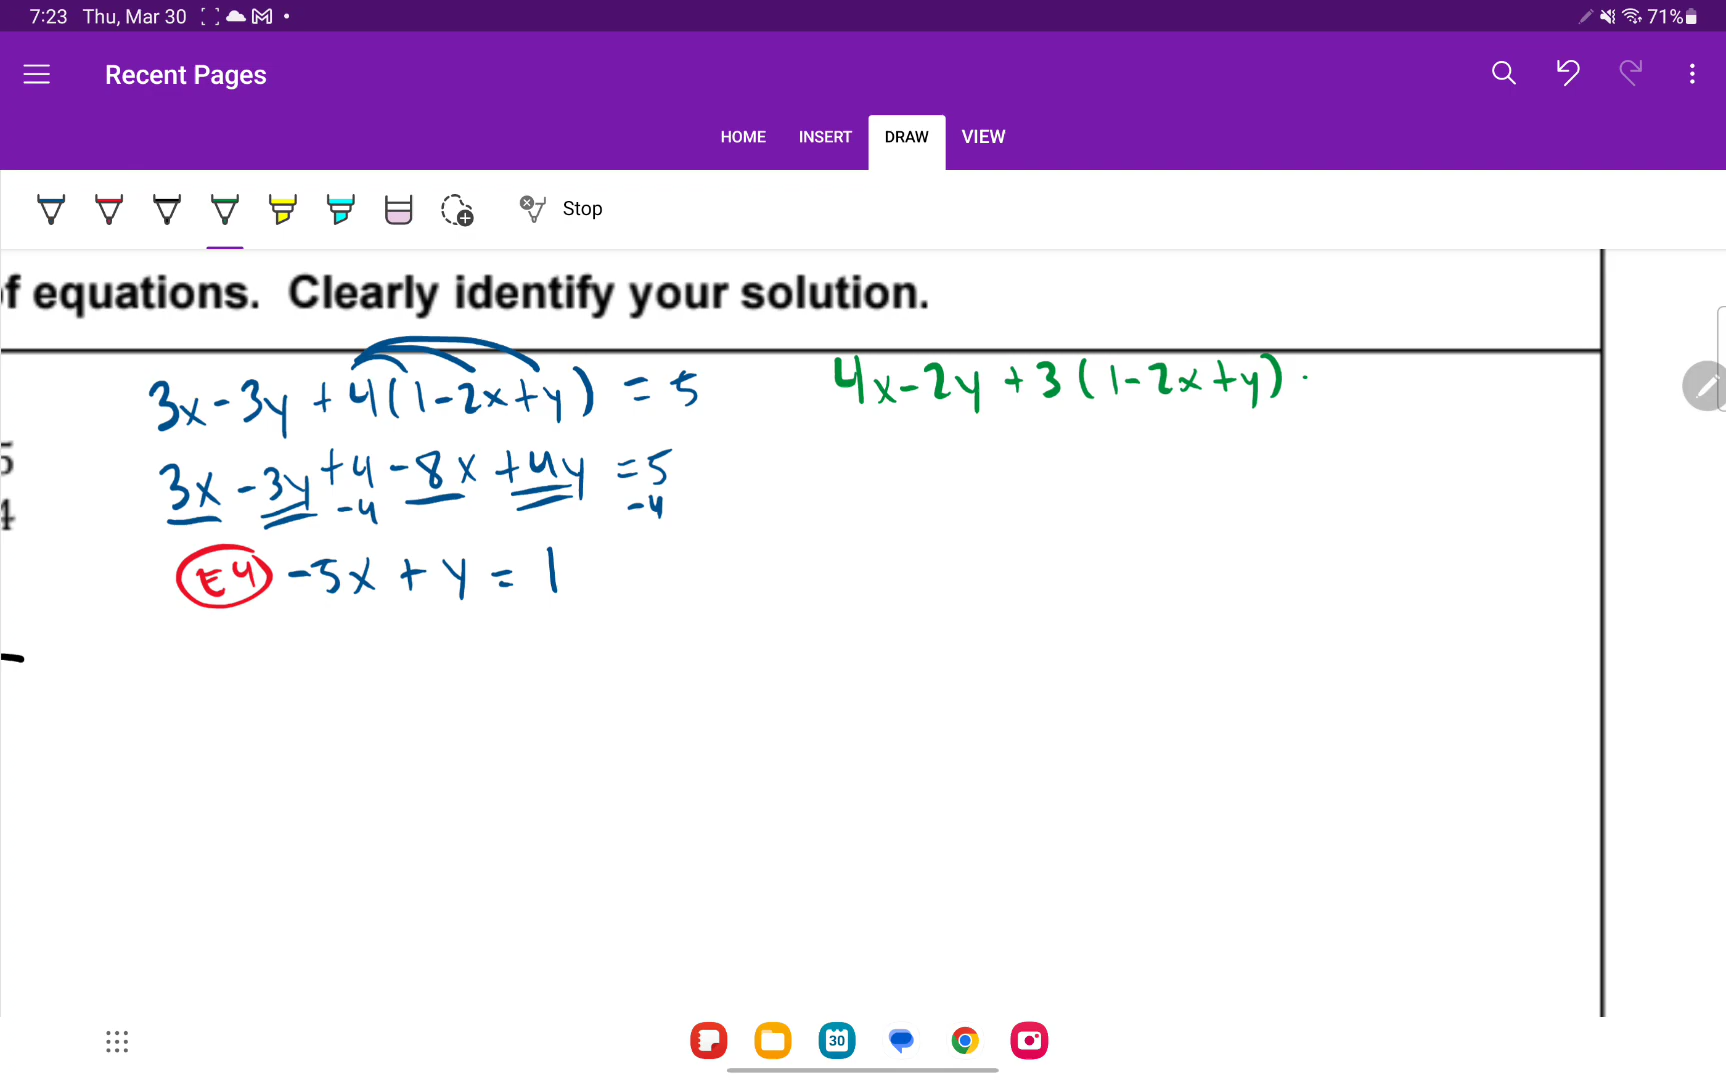 7:23 Thu, Mar 30 71%
Recent Pages
HOME INSERT DRAW VIEW
Stop
f equations. Clearly identify your solution.
3x - 3y + 4(1 - 2x + y) = 5
4x - 2y + 3(1 - 2x + y)
5
3x - 3y + 4 - 8x + 4y = 5
-4 -4
4
E4 -5x + y = 1
30